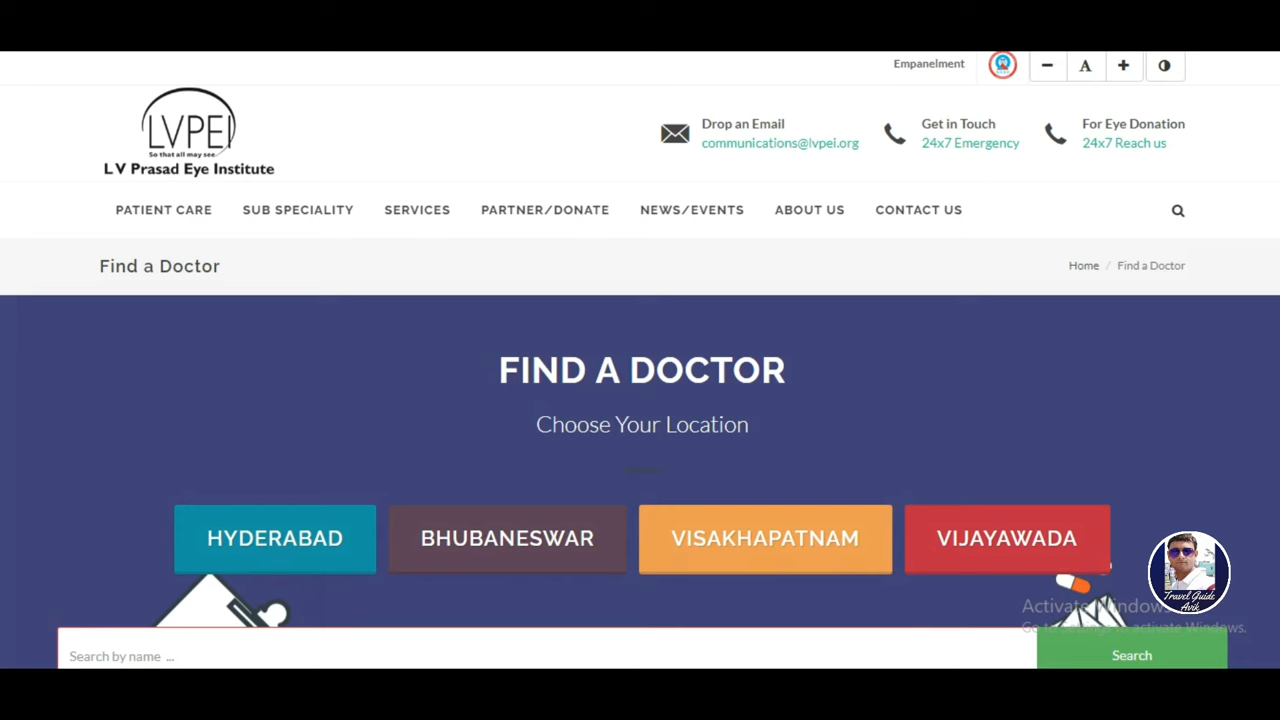 Empanelment
A
LVPEI
So that all may see
L V Prasad Eye Institute
Drop an Email
communications@lvpei.org
Get in Touch
24x7 Emergency
For Eye Donation
24x7 Reach us
PATIENT CARE SUB SPECIALITY SERVICES PARTNER/DONATE NEWS/EVENTS ABOUT US CONTACT US
Find a Doctor
Home / Find a Doctor
FIND A DOCTOR
Choose Your Location
HYDERABAD BHUBANESWAR VISAKHAPATNAM VIJAYAWADA
Travel Guide
Avik
Activate Windows
Go to Settings to activate Windows.
Search by name ...
Search